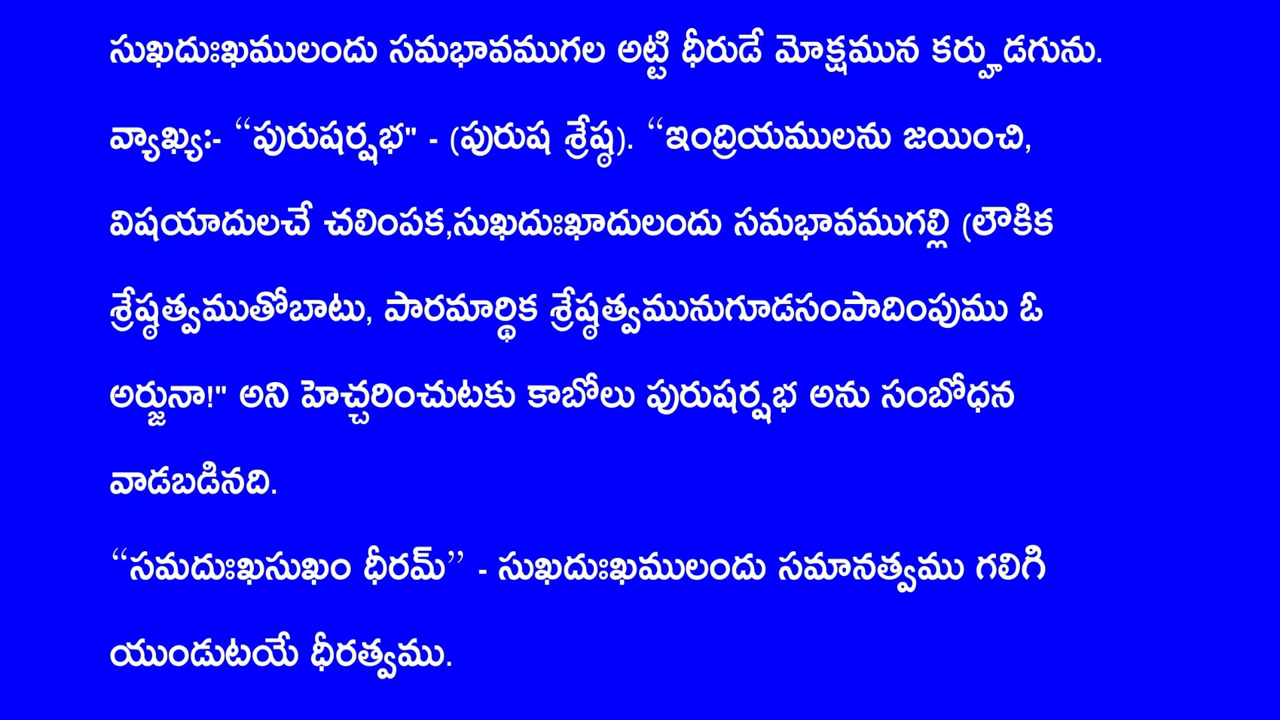 సుఖదుఃఖములందు సమభావముగల అట్టి ధీరుడే మోక్షమున కర్హుడగును.
వ్యాఖ్య:- “పురుషర్షభ" - (పురుష శ్రేష్ఠ). “ఇంద్రియములను జయించి,
విషయాదులచే చలింపక,సుఖదుఃఖాదులందు సమభావముగల్లి (లౌకిక
శ్రేష్ఠత్వముతోబాటు, పారమార్థిక శ్రేష్ఠత్వమునుగూడసంపాదింపుము ఓ
అర్జునా!" అని హెచ్చరించుటకు కాబోలు పురుషర్షభ అను సంబోధన
వాడబడినది.
“సమదుఃఖసుఖం ధీరమ్” - సుఖదుఃఖములందు సమానత్వము గలిగి
యుండుటయే ధీరత్వము.